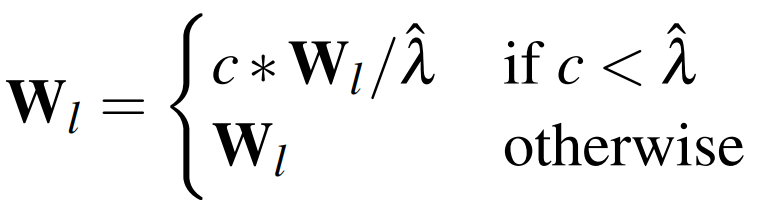 W_l = { c * W_l / λ̂ if c < λ̂
W_l otherwise